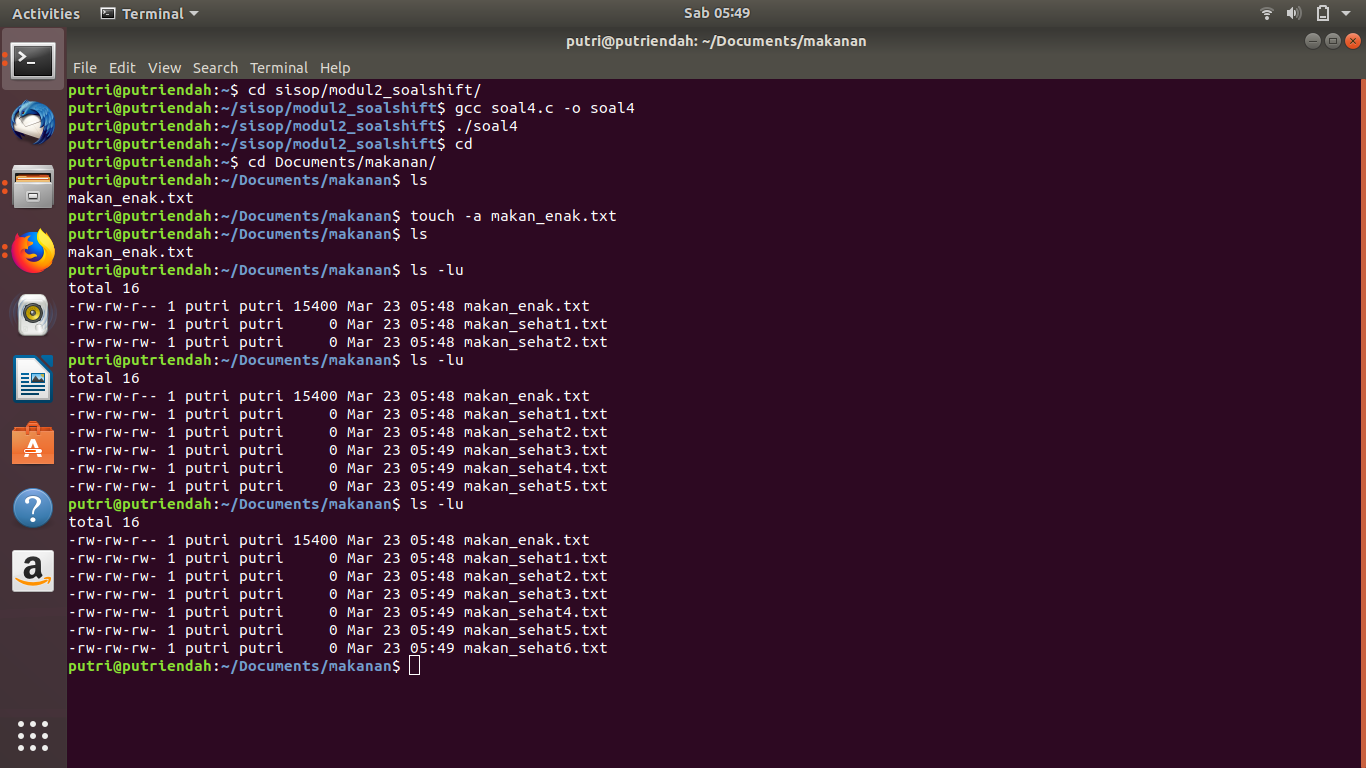 Activities Terminal Sab 05:49
putri@putriendah: ~/Documents/makanan
File Edit View Search Terminal Help
putri@putriendah:~$ cd sisop/modul2_soalshift/
putri@putriendah:~/sisop/modul2_soalshift$ gcc soal4.c -o soal4
putri@putriendah:~/sisop/modul2_soalshift$ ./soal4
putri@putriendah:~/sisop/modul2_soalshift$ cd
putri@putriendah:~$ cd Documents/makanan/
putri@putriendah:~/Documents/makanan$ ls
makan_enak.txt
putri@putriendah:~/Documents/makanan$ touch -a makan_enak.txt
putri@putriendah:~/Documents/makanan$ ls
makan_enak.txt
putri@putriendah:~/Documents/makanan$ ls -lu
total 16
-rw-rw-r-- 1 putri putri 15400 Mar 23 05:48 makan_enak.txt
-rw-rw-rw- 1 putri putri     0 Mar 23 05:48 makan_sehat1.txt
-rw-rw-rw- 1 putri putri     0 Mar 23 05:48 makan_sehat2.txt
putri@putriendah:~/Documents/makanan$ ls -lu
total 16
-rw-rw-r-- 1 putri putri 15400 Mar 23 05:48 makan_enak.txt
-rw-rw-rw- 1 putri putri     0 Mar 23 05:48 makan_sehat1.txt
-rw-rw-rw- 1 putri putri     0 Mar 23 05:48 makan_sehat2.txt
-rw-rw-rw- 1 putri putri     0 Mar 23 05:49 makan_sehat3.txt
-rw-rw-rw- 1 putri putri     0 Mar 23 05:49 makan_sehat4.txt
-rw-rw-rw- 1 putri putri     0 Mar 23 05:49 makan_sehat5.txt
putri@putriendah:~/Documents/makanan$ ls -lu
total 16
-rw-rw-r-- 1 putri putri 15400 Mar 23 05:48 makan_enak.txt
-rw-rw-rw- 1 putri putri     0 Mar 23 05:48 makan_sehat1.txt
-rw-rw-rw- 1 putri putri     0 Mar 23 05:48 makan_sehat2.txt
-rw-rw-rw- 1 putri putri     0 Mar 23 05:49 makan_sehat3.txt
-rw-rw-rw- 1 putri putri     0 Mar 23 05:49 makan_sehat4.txt
-rw-rw-rw- 1 putri putri     0 Mar 23 05:49 makan_sehat5.txt
-rw-rw-rw- 1 putri putri     0 Mar 23 05:49 makan_sehat6.txt
putri@putriendah:~/Documents/makanan$